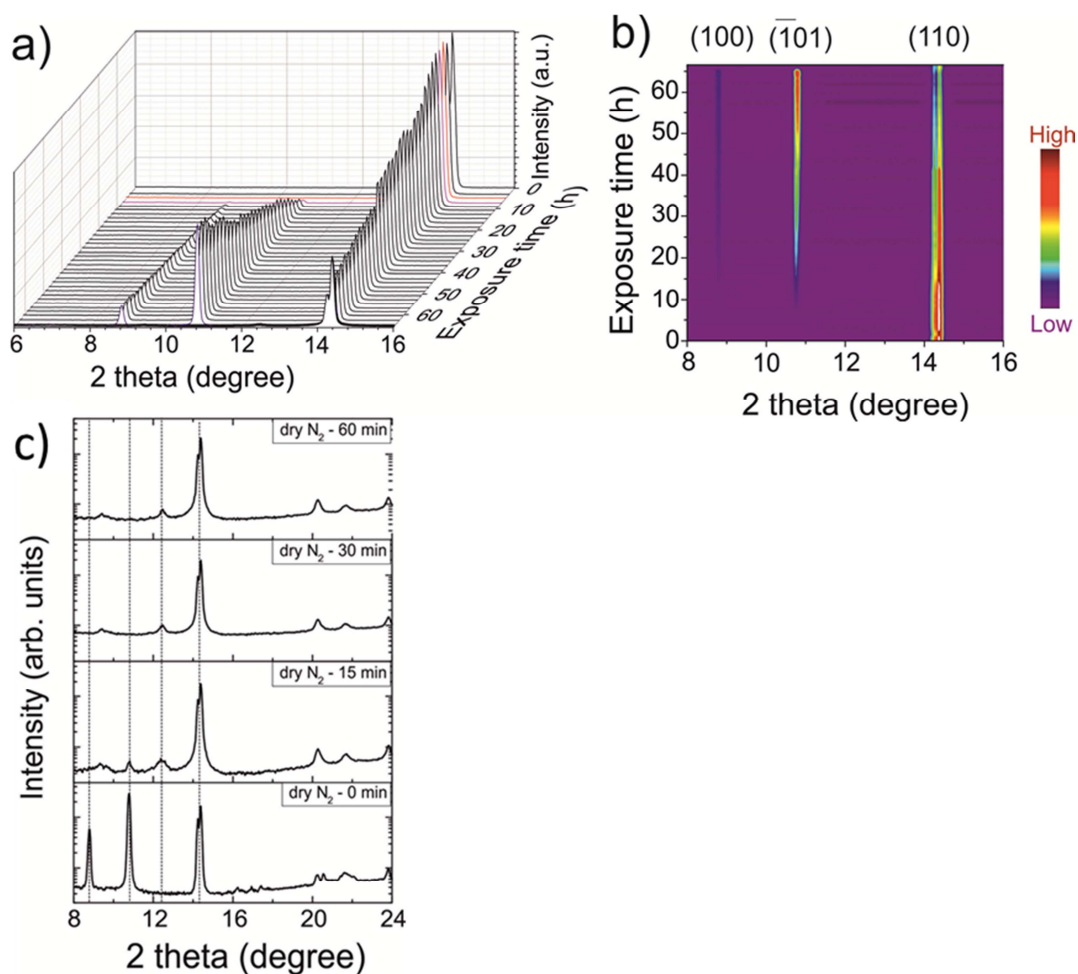 a)
Intensity (a.u.)
0
10
20
30
40
50
60
Exposure time (h)
6 8 10 12 14 16
2 theta (degree)
b)
(100) (1̅01) (110)
Exposure time (h)
60
50
40
30
20
10
0
8 10 12 14 16
2 theta (degree)
High
Low
c)
dry N₂ - 60 min
dry N₂ - 30 min
dry N₂ - 15 min
dry N₂ - 0 min
Intensity (arb. units)
8 12 16 20 24
2 theta (degree)